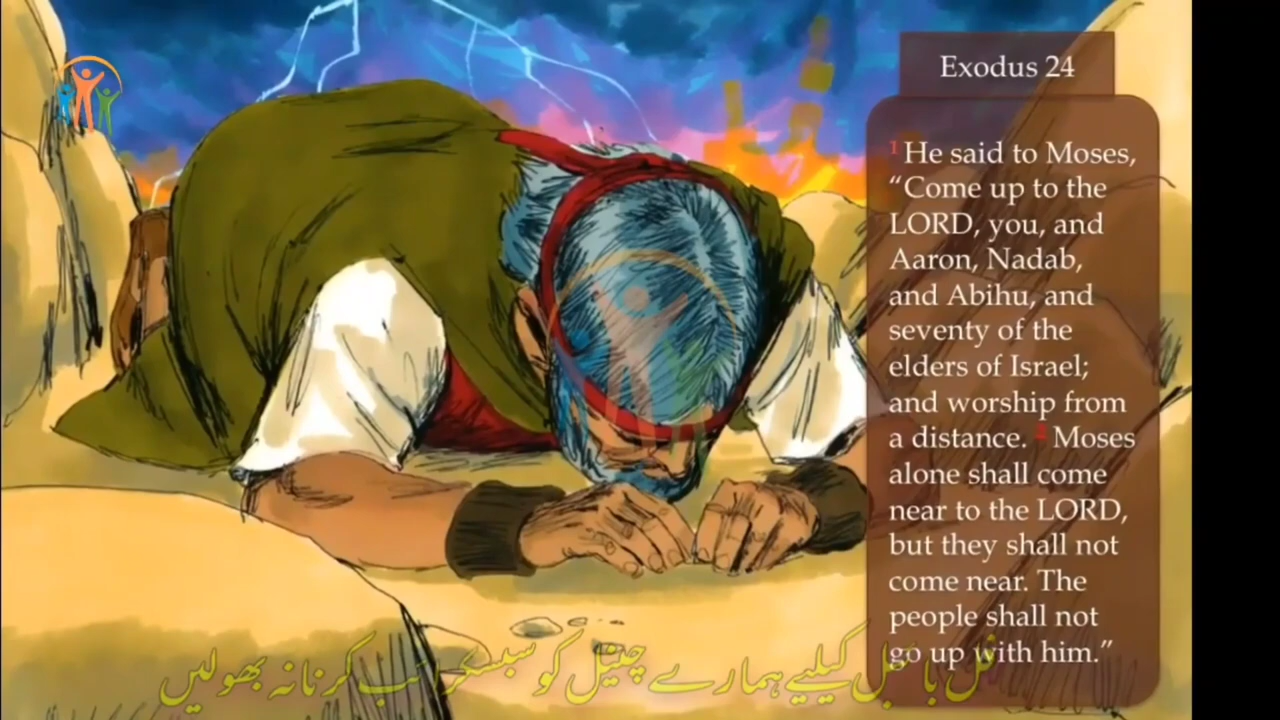 Exodus 24
1 He said to Moses,
“Come up to the
LORD, you, and
Aaron, Nadab,
and Abihu, and
seventy of the
elders of Israel;
and worship from
a distance. 2 Moses
alone shall come
near to the LORD,
but they shall not
come near. The
people shall not
go up with him.”
فل بائبل کیلیے ہمارے چینل کو سبسکرائب کرنا نہ بھولیں